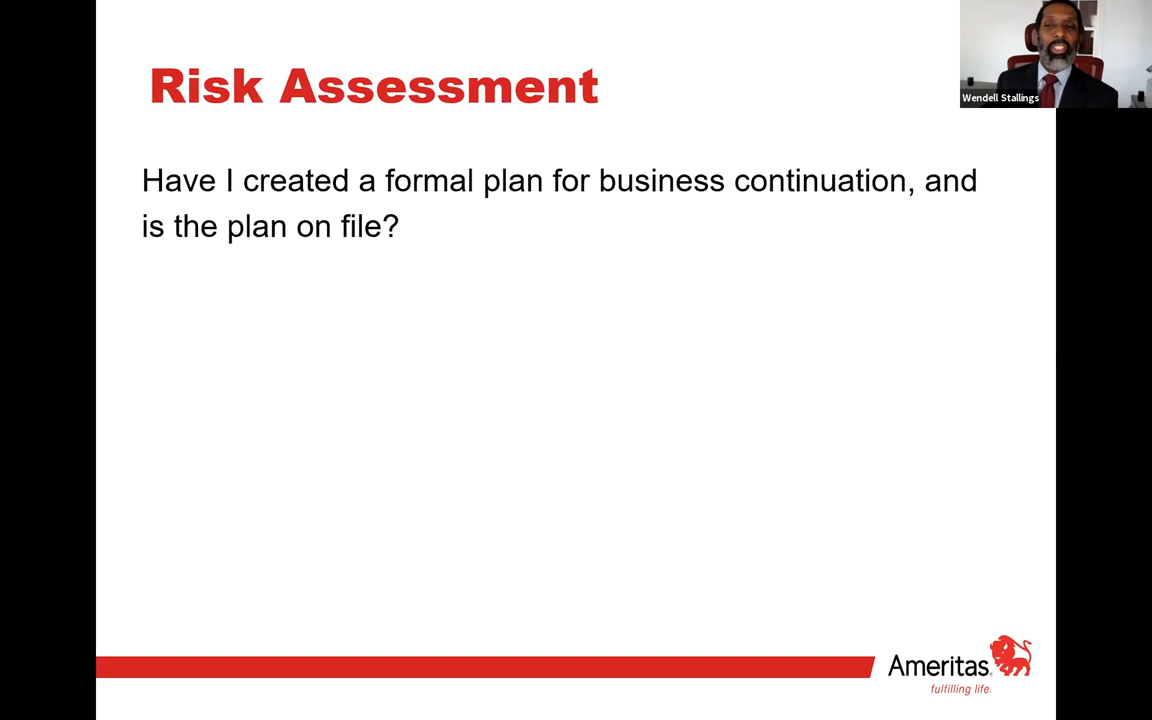 Risk Assessment
Wendell Stallings
Have I created a formal plan for business continuation, and
is the plan on file?
Ameritas
fulfilling life.